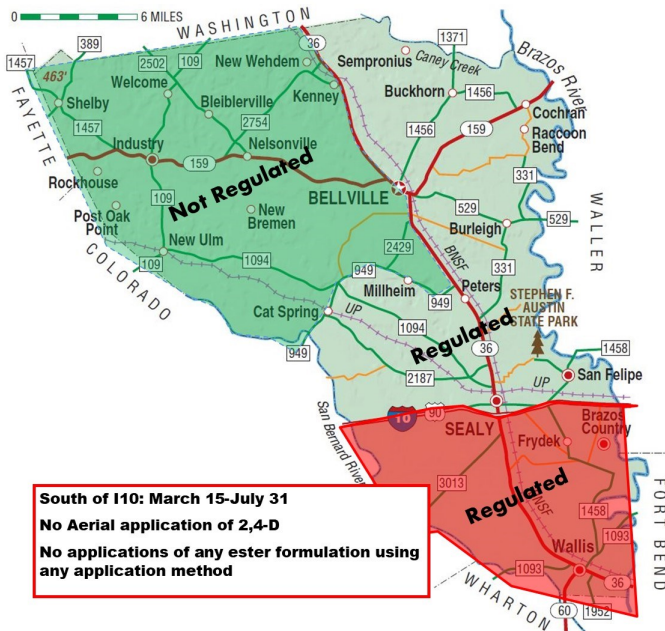 0 6 MILES
WASHINGTON
36
1371
389
1457
2502
109
New Wehdem
Sempronius
Caney Creek
Brazos River
463'
Welcome
Kenney
Buckhorn
1456
Shelby
Bleiblerville
Cochran
FAYETTE
1457
2754
1456
159
Raccoon
Bend
Industry
Nelsonville
159
Not Regulated
331
Rockhouse
109
BELLVILLE
WALLER
Post Oak
Point
New
Bremen
529
529
Burleigh
New Ulm
2429
BNSF
COLORADO
109
1094
949
331
Millheim
949
Peters
STEPHEN F.
AUSTIN
STATE PARK
Cat Spring
UP
1094
Regulated
949
36
1458
2187
UP
San Felipe
San Bernard River
10
90
SEALY
Brazos
Country
Frydek
3013
Regulated
BNSF
1458
1093
FORT BEND
Wallis
1093
36
WHARTON
60
1952
South of I10: March 15-July 31
No Aerial application of 2,4-D
No applications of any ester formulation using
any application method